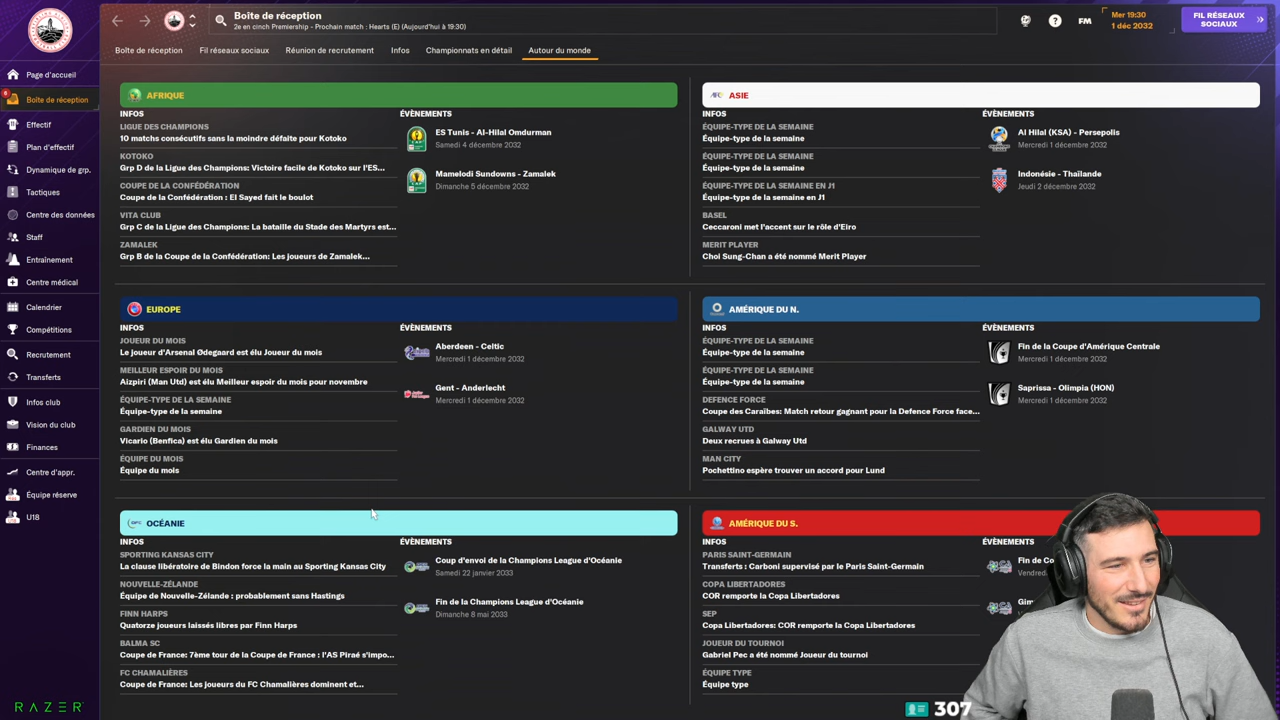 Boîte de réception
2e en cinch Premiership - Prochain match : Hearts (E) (Aujourd'hui à 19:30)
FM
Mer 19:30
1 déc 2032
FIL RÉSEAUX
SOCIAUX
Boîte de réception
Fil réseaux sociaux
Réunion de recrutement
Infos
Championnats en détail
Autour du monde
Page d'accueil
6
Boîte de réception
Effectif
Plan d'effectif
Dynamique de grp.
Tactiques
Centre des données
Staff
Entraînement
Centre médical
Calendrier
Compétitions
Recrutement
Transferts
Infos club
Vision du club
Finances
Centre d'appr.
Équipe réserve
U18
RAZER
AFRIQUE
INFOS
LIGUE DES CHAMPIONS
10 matchs consécutifs sans la moindre défaite pour Kotoko
KOTOKO
Grp D de la Ligue des Champions: Victoire facile de Kotoko sur l'ES...
COUPE DE LA CONFÉDÉRATION
Coupe de la Confédération : El Sayed fait le boulot
VITA CLUB
Grp C de la Ligue des Champions: La bataille du Stade des Martyrs est...
ZAMALEK
Grp B de la Coupe de la Confédération: Les joueurs de Zamalek...
ÉVÈNEMENTS
ES Tunis - Al-Hilal Omdurman
Samedi 4 décembre 2032
Mamelodi Sundowns - Zamalek
Dimanche 5 décembre 2032
ASIE
INFOS
ÉQUIPE-TYPE DE LA SEMAINE
Équipe-type de la semaine
ÉQUIPE-TYPE DE LA SEMAINE
Équipe-type de la semaine
ÉQUIPE-TYPE DE LA SEMAINE EN J1
Équipe-type de la semaine en J1
BASEL
Ceccaroni met l'accent sur le rôle d'Eiro
MERIT PLAYER
Choi Sung-Chan a été nommé Merit Player
ÉVÈNEMENTS
Al Hilal (KSA) - Persepolis
Mercredi 1 décembre 2032
Indonésie - Thaïlande
Jeudi 2 décembre 2032
EUROPE
INFOS
JOUEUR DU MOIS
Le joueur d'Arsenal Ødegaard est élu Joueur du mois
MEILLEUR ESPOIR DU MOIS
Aizpiri (Man Utd) est élu Meilleur espoir du mois pour novembre
ÉQUIPE-TYPE DE LA SEMAINE
Équipe-type de la semaine
GARDIEN DU MOIS
Vicario (Benfica) est élu Gardien du mois
ÉQUIPE DU MOIS
Équipe du mois
ÉVÈNEMENTS
Aberdeen - Celtic
Mercredi 1 décembre 2032
Gent - Anderlecht
Mercredi 1 décembre 2032
AMÉRIQUE DU N.
INFOS
ÉQUIPE-TYPE DE LA SEMAINE
Équipe-type de la semaine
ÉQUIPE-TYPE DE LA SEMAINE
Équipe-type de la semaine
DEFENCE FORCE
Coupe des Caraïbes: Match retour gagnant pour la Defence Force face...
GALWAY UTD
Deux recrues à Galway Utd
MAN CITY
Pochettino espère trouver un accord pour Lund
ÉVÈNEMENTS
Fin de la Coupe d'Amérique Centrale
Mercredi 1 décembre 2032
Saprissa - Olimpia (HON)
Mercredi 1 décembre 2032
OCÉANIE
INFOS
SPORTING KANSAS CITY
La clause libératoire de Bindon force la main au Sporting Kansas City
NOUVELLE-ZÉLANDE
Équipe de Nouvelle-Zélande : probablement sans Hastings
FINN HARPS
Quatorze joueurs laissés libres par Finn Harps
BALMA SC
Coupe de France: 7ème tour de la Coupe de France : l'AS Piraé s'impo...
FC CHAMALIÈRES
Coupe de France: Les joueurs du FC Chamalières dominent et...
ÉVÈNEMENTS
Coup d'envoi de la Champions League d'Océanie
Samedi 22 janvier 2033
Fin de la Champions League d'Océanie
Dimanche 8 mai 2033
AMÉRIQUE DU S.
INFOS
PARIS SAINT-GERMAIN
Transferts : Carboni supervisé par le Paris Saint-Germain
COPA LIBERTADORES
COR remporte la Copa Libertadores
SEP
Copa Libertadores: COR remporte la Copa Libertadores
JOUEUR DU TOURNOI
Gabriel Pec a été nommé Joueur du tournoi
ÉQUIPE TYPE
Équipe type
ÉVÈNEMENTS
Fin de Co
Vendred
Gim
307